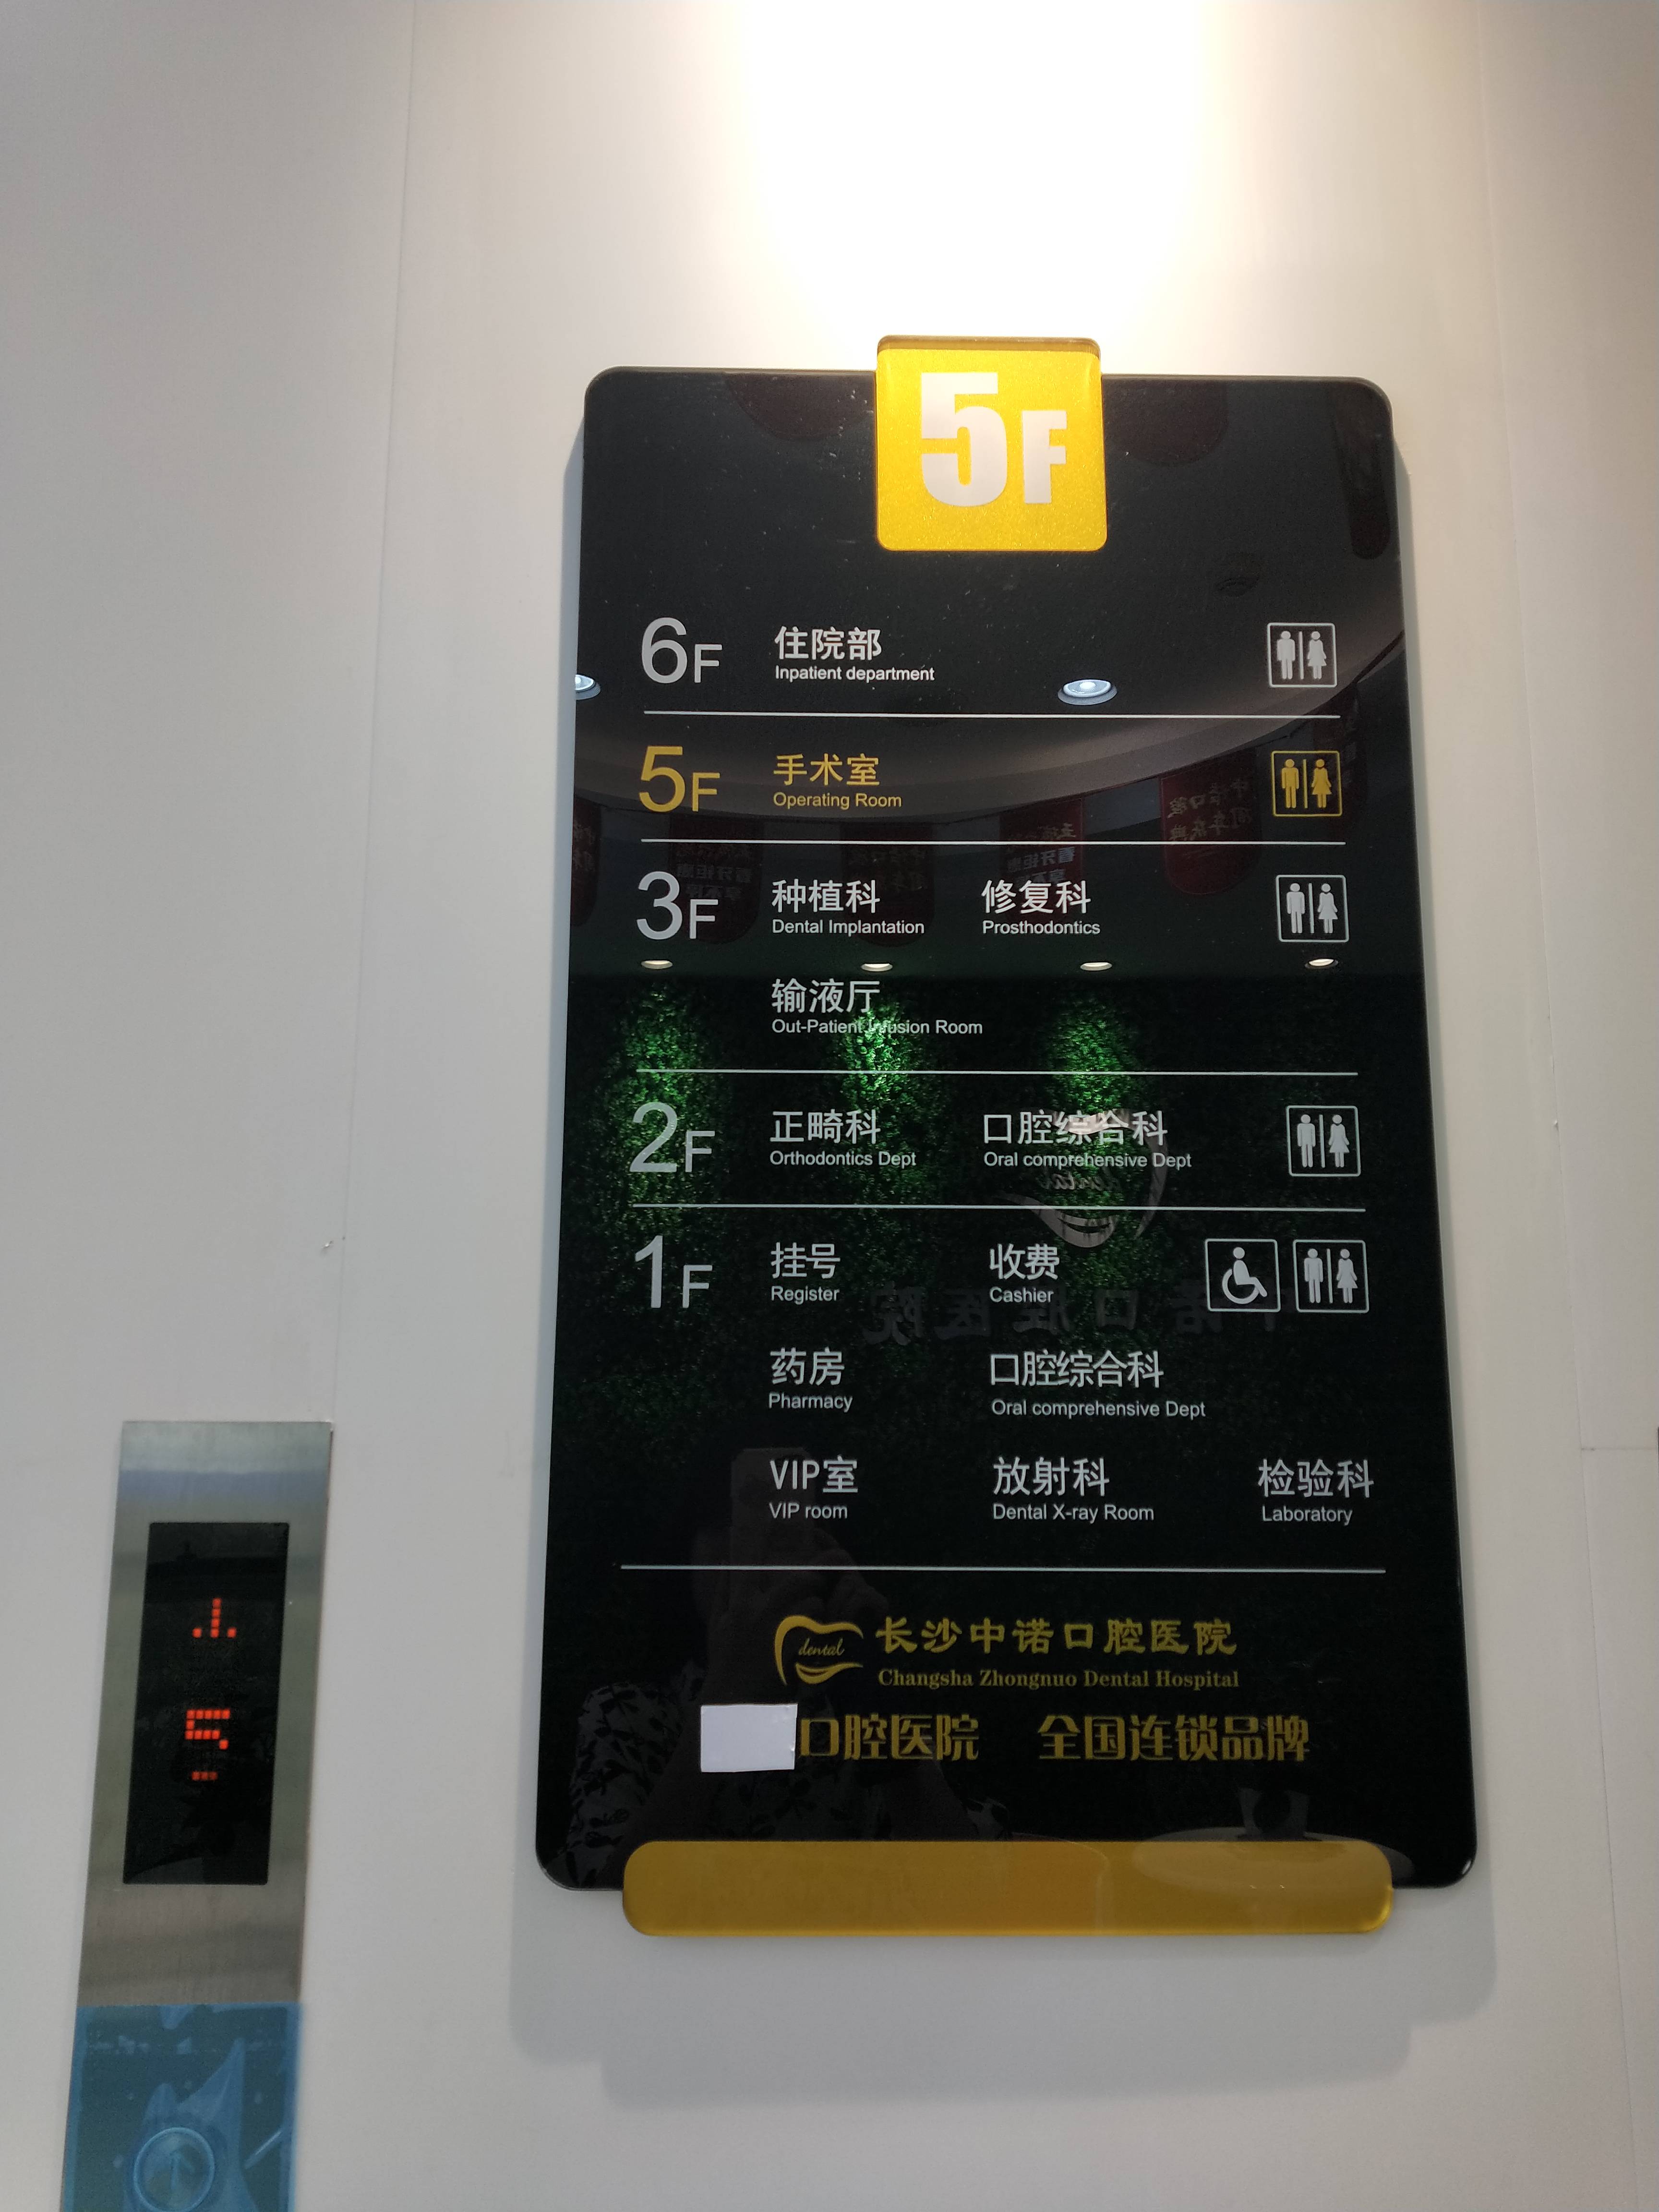 5F
6F 住院部
Inpatient department
5F 手术室
Operating Room
3F 种植科 修复科
Dental Implantation Prosthodontics
输液厅
Out-Patient Infusion Room
2F 正畸科 口腔综合科
Orthodontics Dept Oral comprehensive Dept
1F 挂号 收费
Register Cashier
药房 口腔综合科
Pharmacy Oral comprehensive Dept
VIP室 放射科 检验科
VIP room Dental X-ray Room Laboratory
dental 长沙中诺口腔医院
Changsha Zhongnuo Dental Hospital
口腔医院 全国连锁品牌